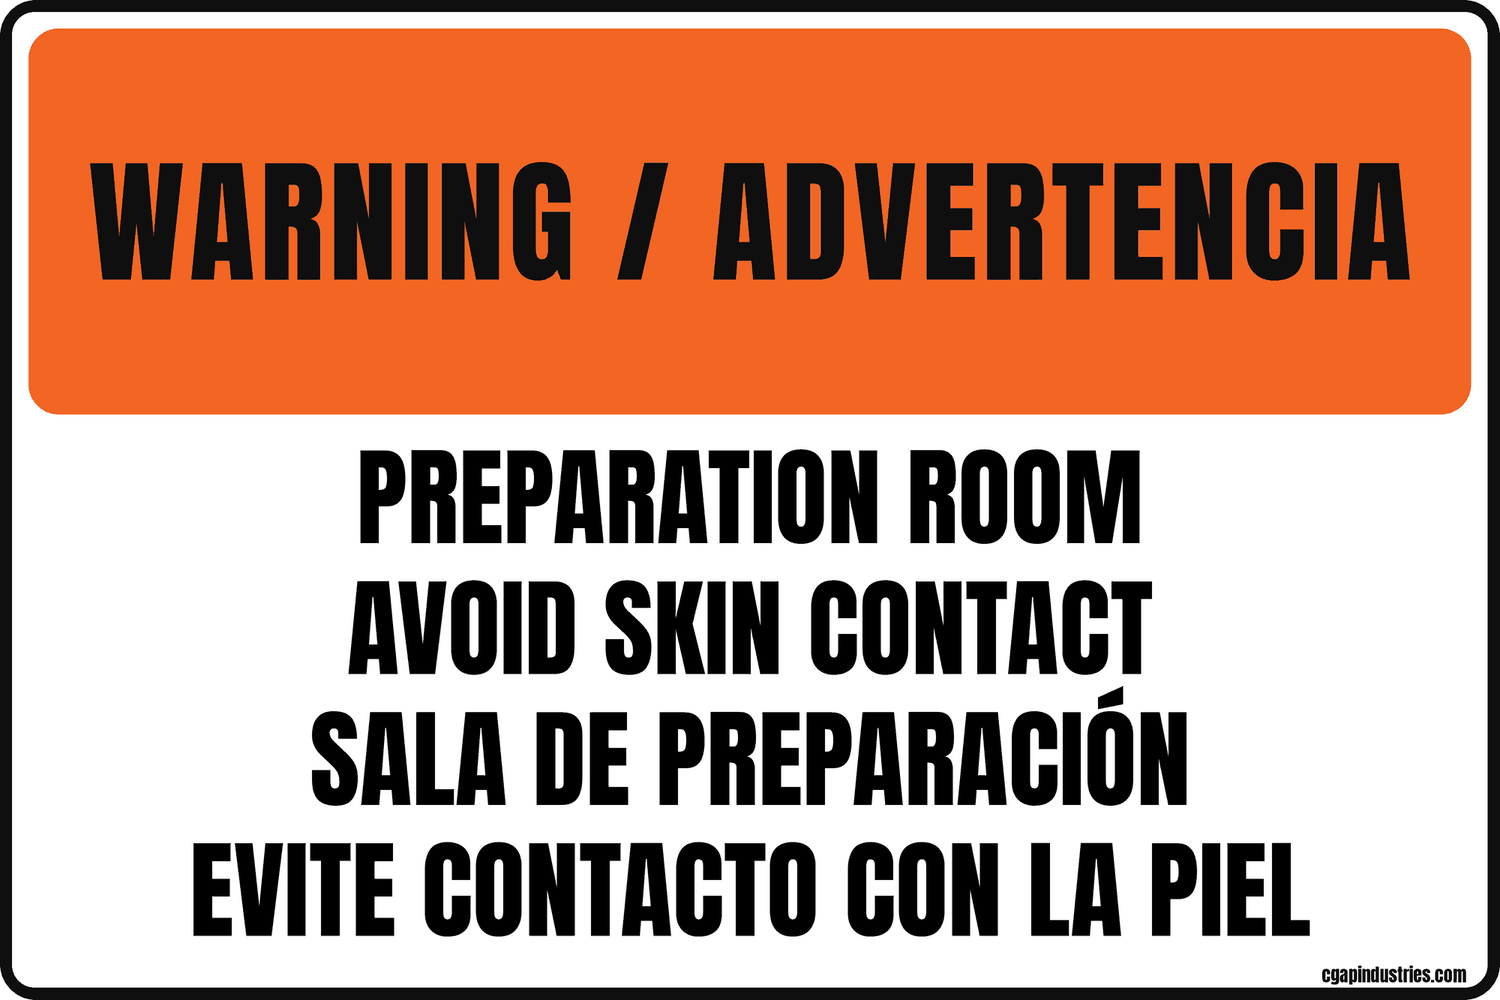 WARNING / ADVERTENCIA
PREPARATION ROOM
AVOID SKIN CONTACT
SALA DE PREPARACIÓN
EVITE CONTACTO CON LA PIEL
cgapindustries.com